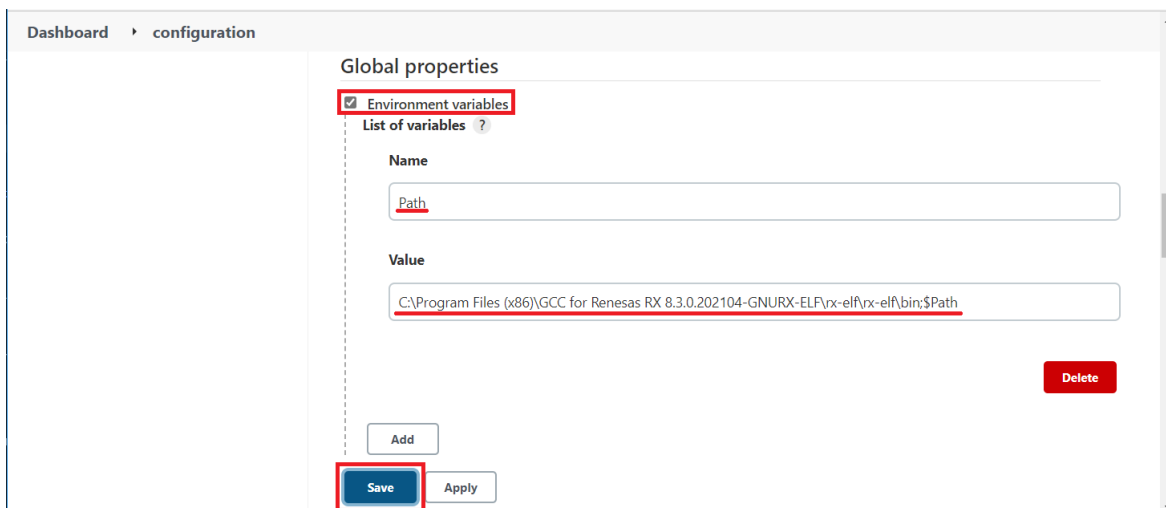 Dashboard configuration
Global properties
Environment variables
List of variables ?
Name
Path
Value
C:\Program Files (x86)\GCC for Renesas RX 8.3.0.202104-GNURX-ELF\rx-elf\rx-elf\bin;$Path
Delete
Add
Save Apply